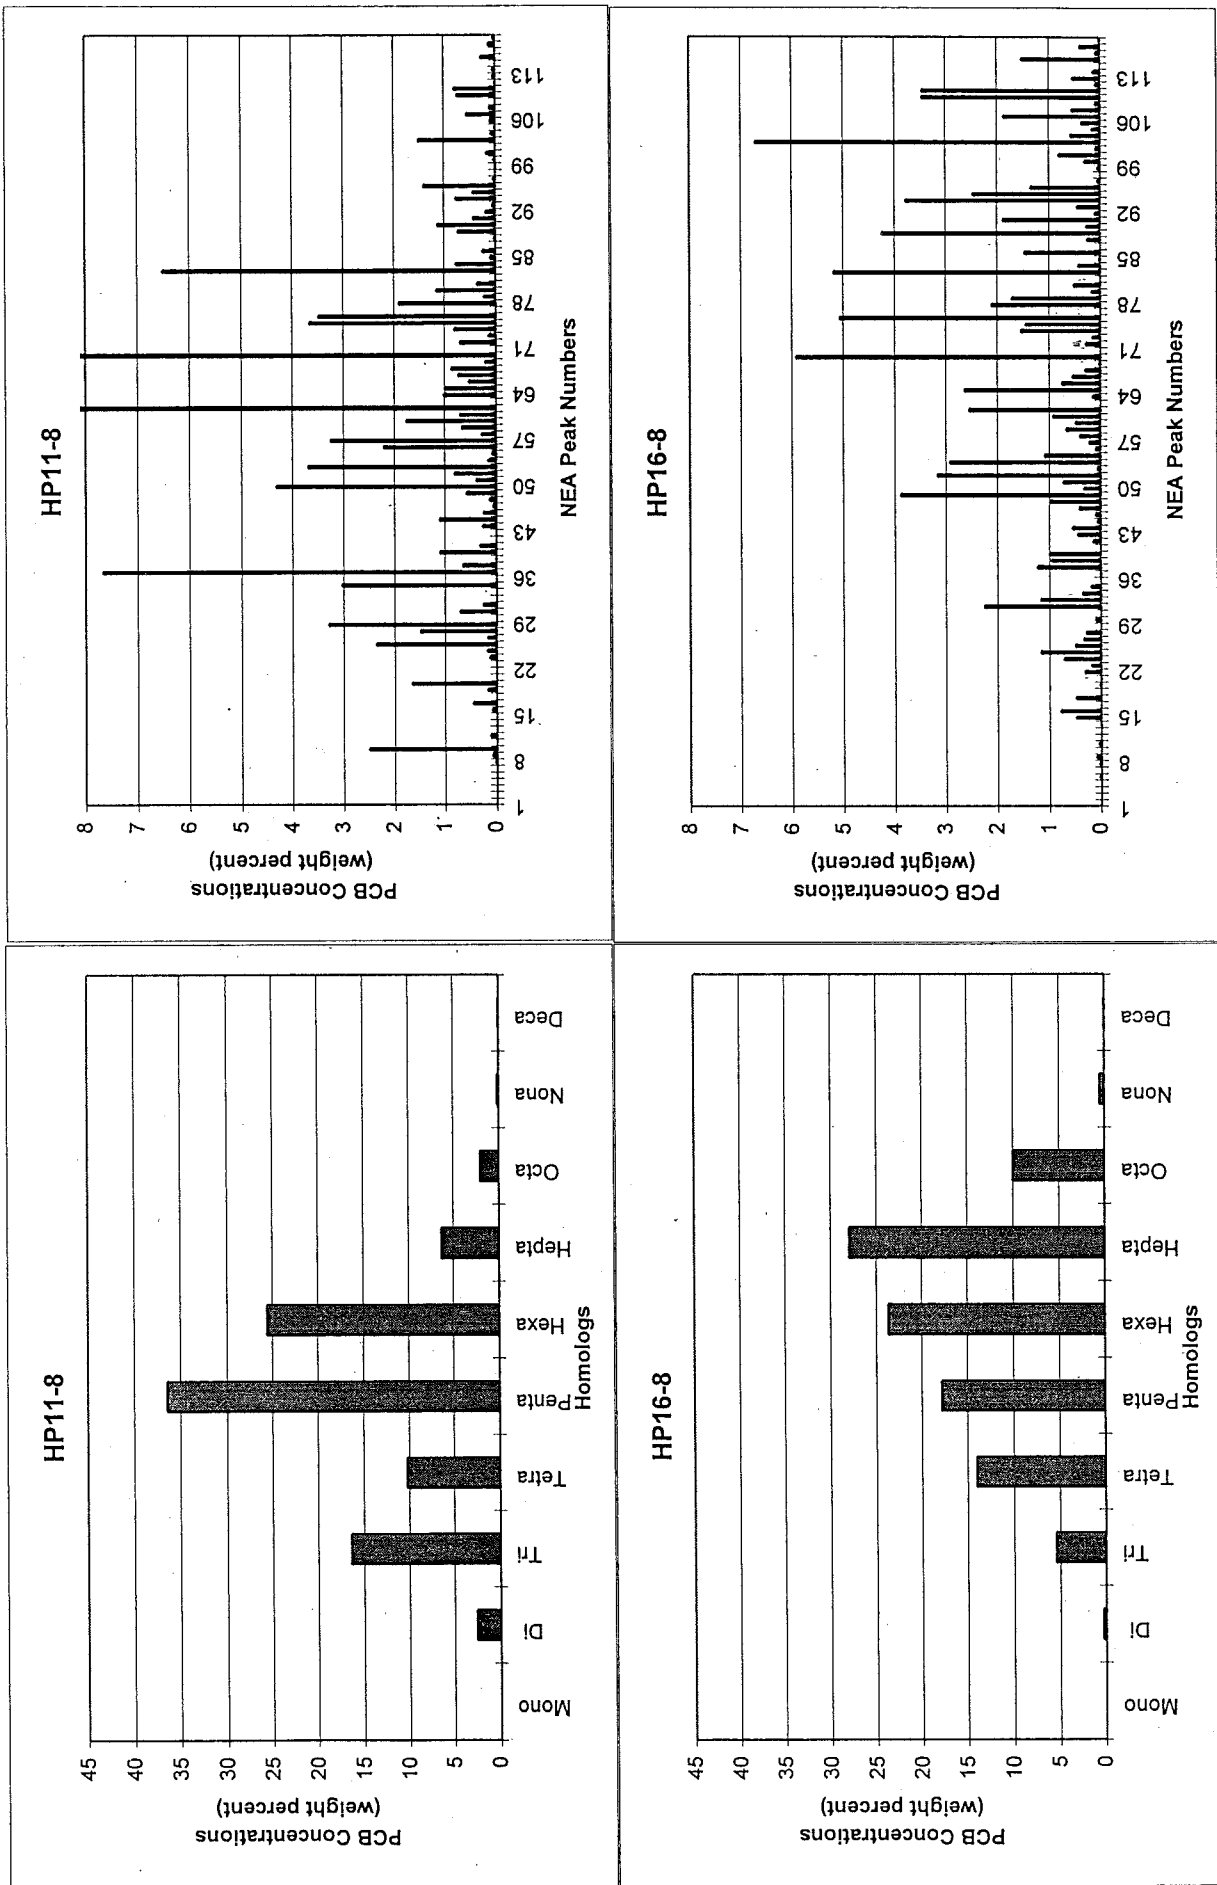 HP11-8
PCB Concentrations
(weight percent)
45
40
35
30
25
20
15
10
5
0
Mono
Di
Tri
Tetra
Penta
Hexa
Hepta
Octa
Nona
Deca
Homologs
HP11-8
PCB Concentrations
(weight percent)
8
7
6
5
4
3
2
1
0
1
8
15
22
29
36
43
50
57
64
71
78
85
92
99
106
113
NEA Peak Numbers
HP16-8
PCB Concentrations
(weight percent)
45
40
35
30
25
20
15
10
5
0
Mono
Di
Tri
Tetra
Penta
Hexa
Hepta
Octa
Nona
Deca
Homologs
HP16-8
PCB Concentrations
(weight percent)
8
7
6
5
4
3
2
1
0
1
8
15
22
29
36
43
50
57
64
71
78
85
92
99
106
113
NEA Peak Numbers